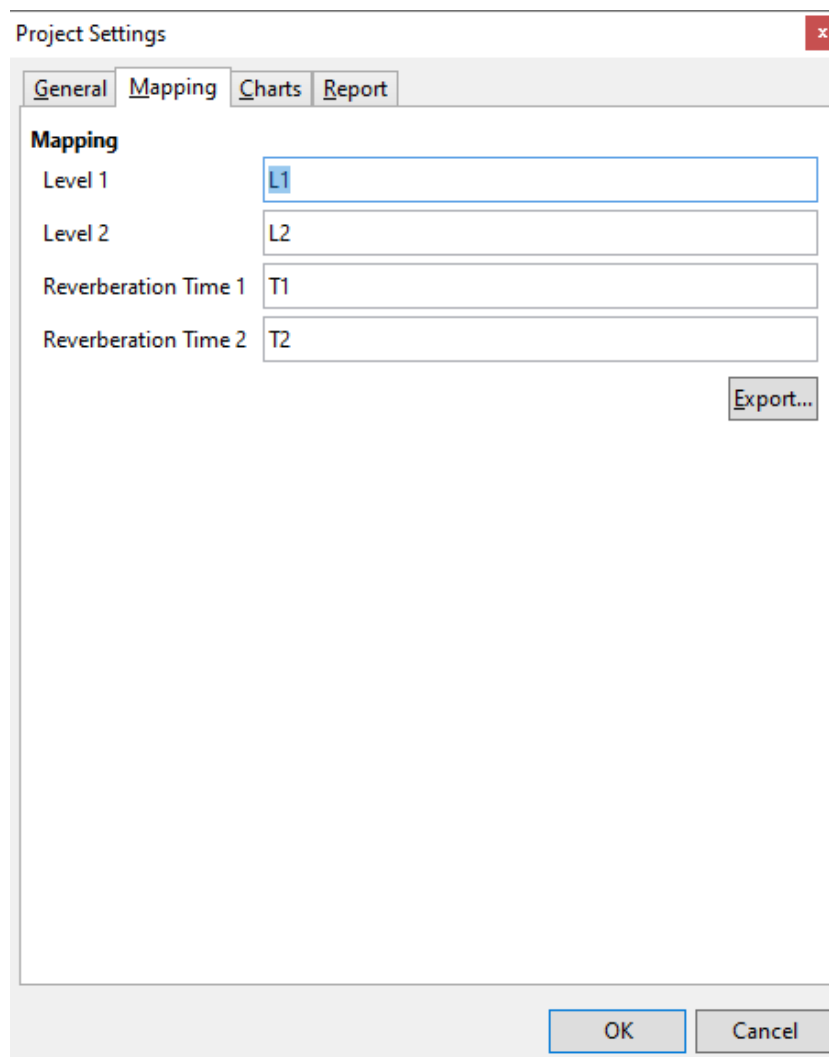 Project Settings
x
General Mapping Charts Report
Mapping
Level 1 L1
Level 2 L2
Reverberation Time 1 T1
Reverberation Time 2 T2
Export...
OK Cancel